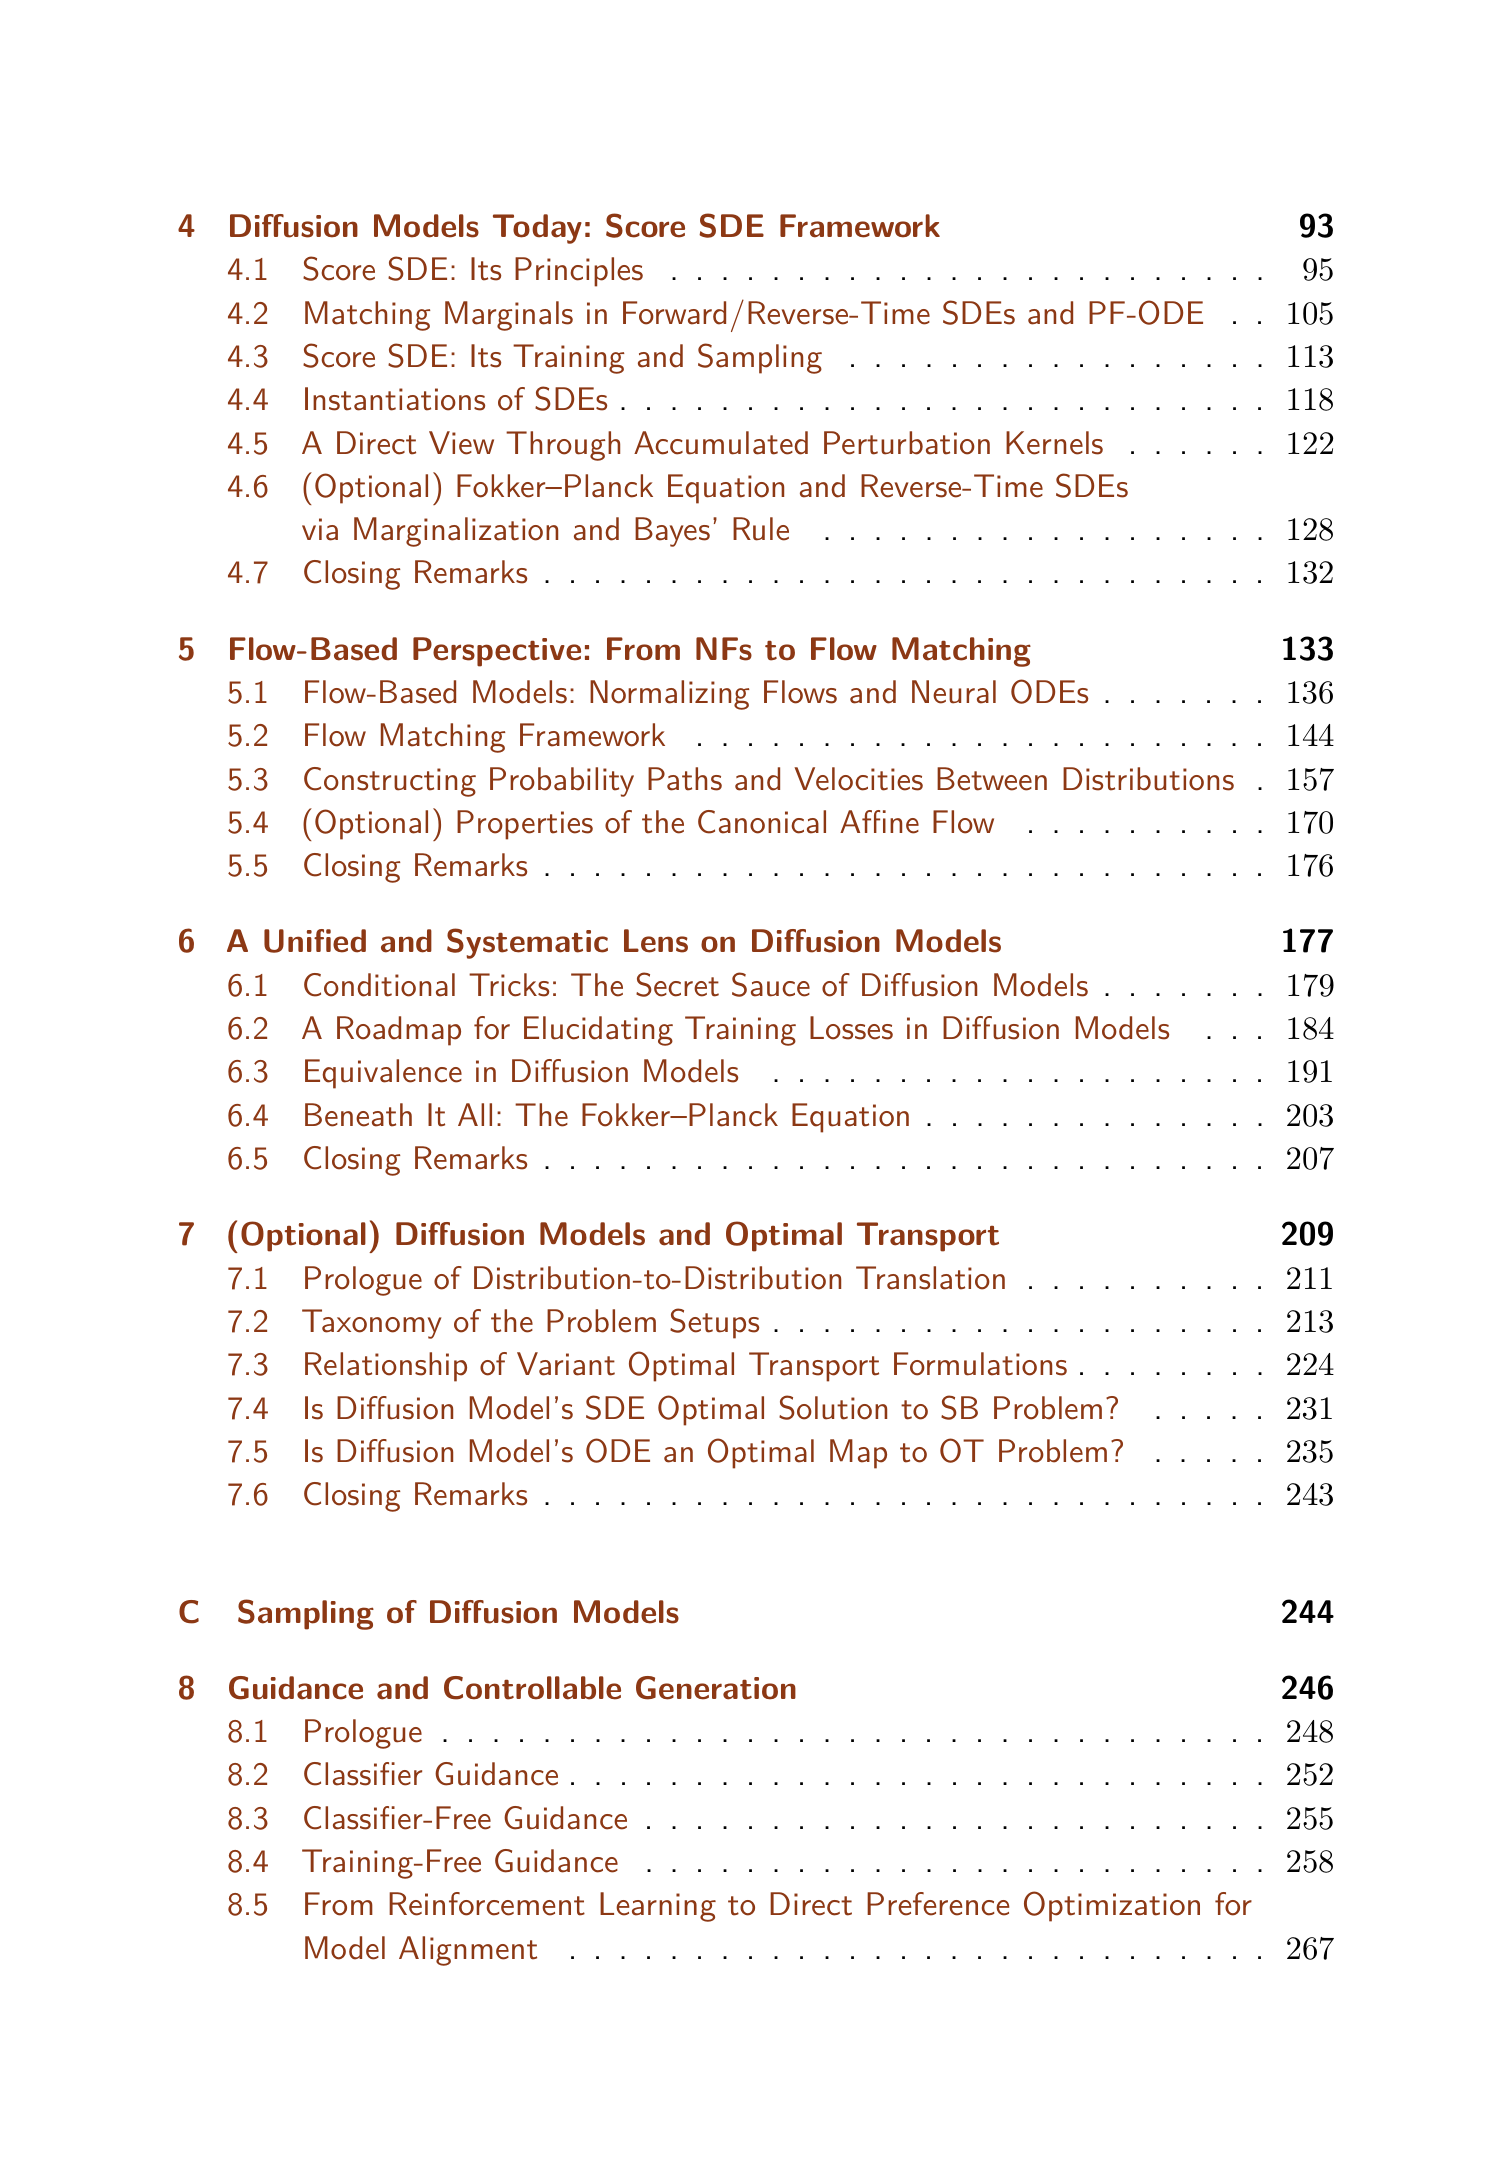 4 Diffusion Models Today: Score SDE Framework 93
4.1 Score SDE: Its Principles . . . . . . . . . . . . . . . . . . . . . . . . 95
4.2 Matching Marginals in Forward/Reverse-Time SDEs and PF-ODE . . 105
4.3 Score SDE: Its Training and Sampling . . . . . . . . . . . . . . . . . 113
4.4 Instantiations of SDEs . . . . . . . . . . . . . . . . . . . . . . . . . . 118
4.5 A Direct View Through Accumulated Perturbation Kernels . . . . . . 122
4.6 (Optional) Fokker–Planck Equation and Reverse-Time SDEs
via Marginalization and Bayes' Rule . . . . . . . . . . . . . . . . . . 128
4.7 Closing Remarks . . . . . . . . . . . . . . . . . . . . . . . . . . . . . 132
5 Flow-Based Perspective: From NFs to Flow Matching 133
5.1 Flow-Based Models: Normalizing Flows and Neural ODEs . . . . . . . 136
5.2 Flow Matching Framework . . . . . . . . . . . . . . . . . . . . . . . 144
5.3 Constructing Probability Paths and Velocities Between Distributions . 157
5.4 (Optional) Properties of the Canonical Affine Flow . . . . . . . . . . 170
5.5 Closing Remarks . . . . . . . . . . . . . . . . . . . . . . . . . . . . . 176
6 A Unified and Systematic Lens on Diffusion Models 177
6.1 Conditional Tricks: The Secret Sauce of Diffusion Models . . . . . . . 179
6.2 A Roadmap for Elucidating Training Losses in Diffusion Models . . . 184
6.3 Equivalence in Diffusion Models . . . . . . . . . . . . . . . . . . . . 191
6.4 Beneath It All: The Fokker–Planck Equation . . . . . . . . . . . . . . 203
6.5 Closing Remarks . . . . . . . . . . . . . . . . . . . . . . . . . . . . . 207
7 (Optional) Diffusion Models and Optimal Transport 209
7.1 Prologue of Distribution-to-Distribution Translation . . . . . . . . . . 211
7.2 Taxonomy of the Problem Setups . . . . . . . . . . . . . . . . . . . . 213
7.3 Relationship of Variant Optimal Transport Formulations . . . . . . . . 224
7.4 Is Diffusion Model's SDE Optimal Solution to SB Problem? . . . . . 231
7.5 Is Diffusion Model's ODE an Optimal Map to OT Problem? . . . . . 235
7.6 Closing Remarks . . . . . . . . . . . . . . . . . . . . . . . . . . . . . 243
C Sampling of Diffusion Models 244
8 Guidance and Controllable Generation 246
8.1 Prologue . . . . . . . . . . . . . . . . . . . . . . . . . . . . . . . . . 248
8.2 Classifier Guidance . . . . . . . . . . . . . . . . . . . . . . . . . . . . 252
8.3 Classifier-Free Guidance . . . . . . . . . . . . . . . . . . . . . . . . . 255
8.4 Training-Free Guidance . . . . . . . . . . . . . . . . . . . . . . . . . 258
8.5 From Reinforcement Learning to Direct Preference Optimization for
Model Alignment . . . . . . . . . . . . . . . . . . . . . . . . . . . . 267